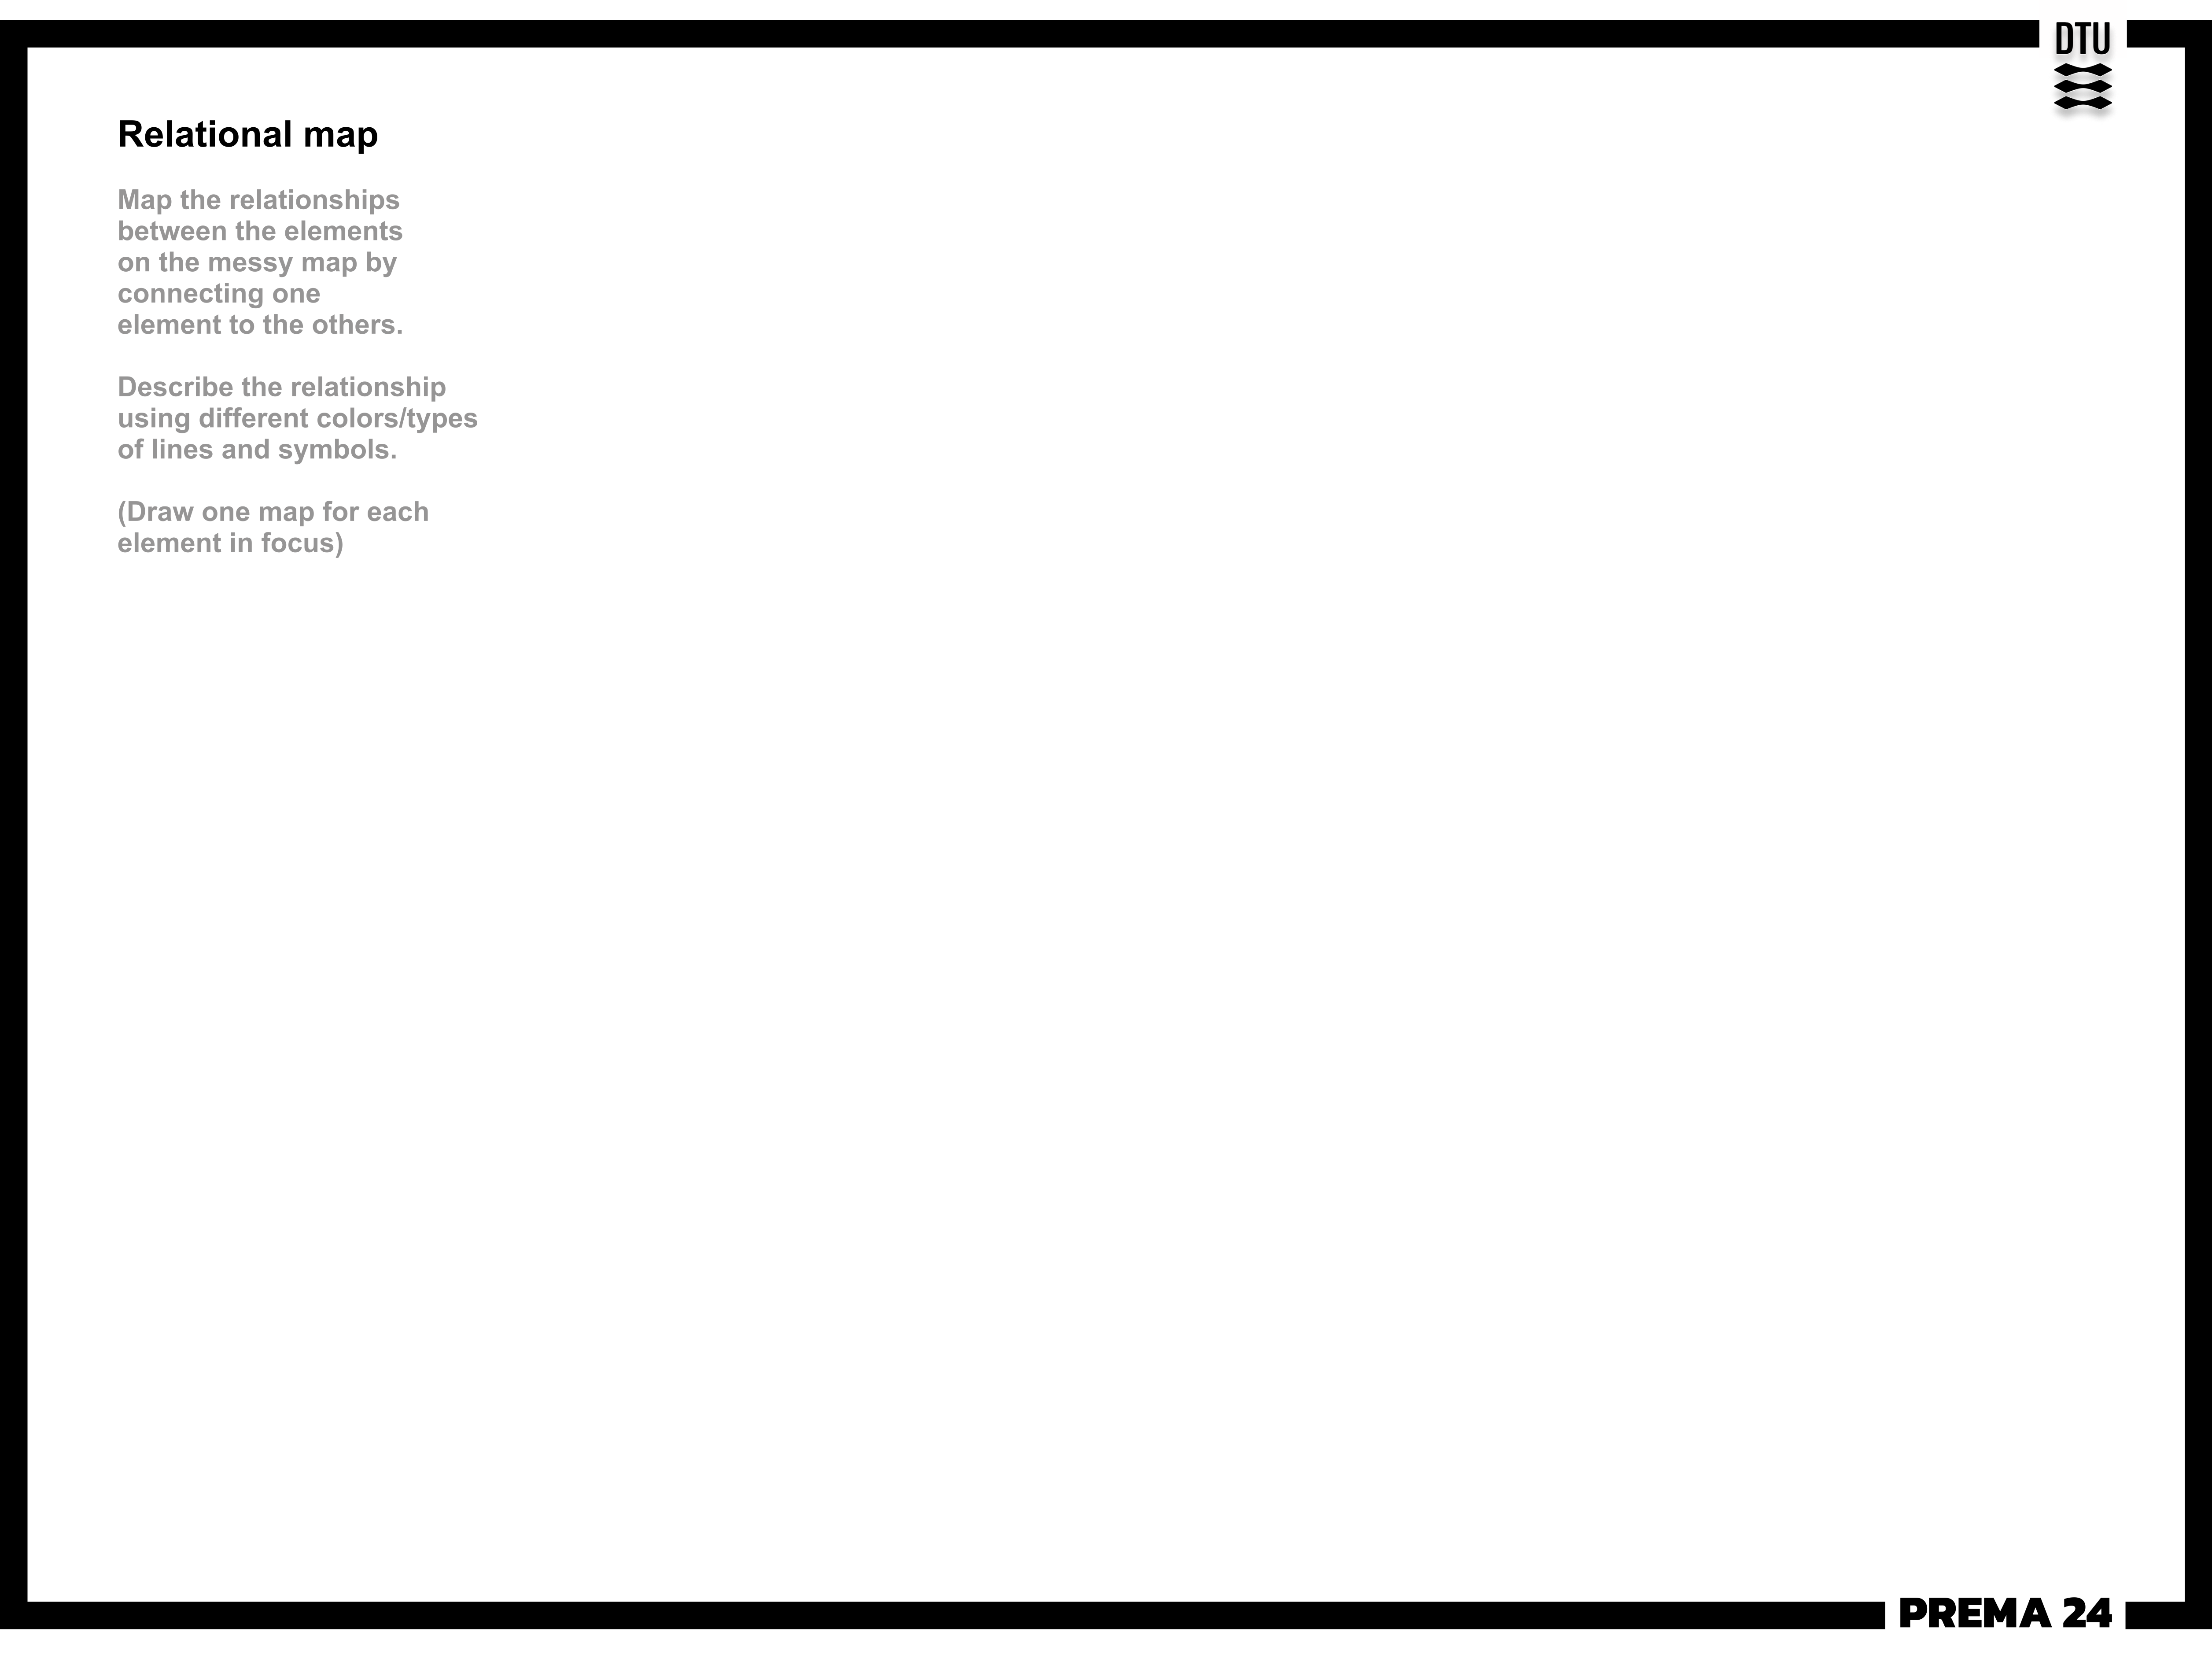 DTU
Relational map
Map the relationships
between the elements
on the messy map by
connecting one
element to the others.
Describe the relationship
using different colors/types
of lines and symbols.
(Draw one map for each
element in focus)
PREMA 24